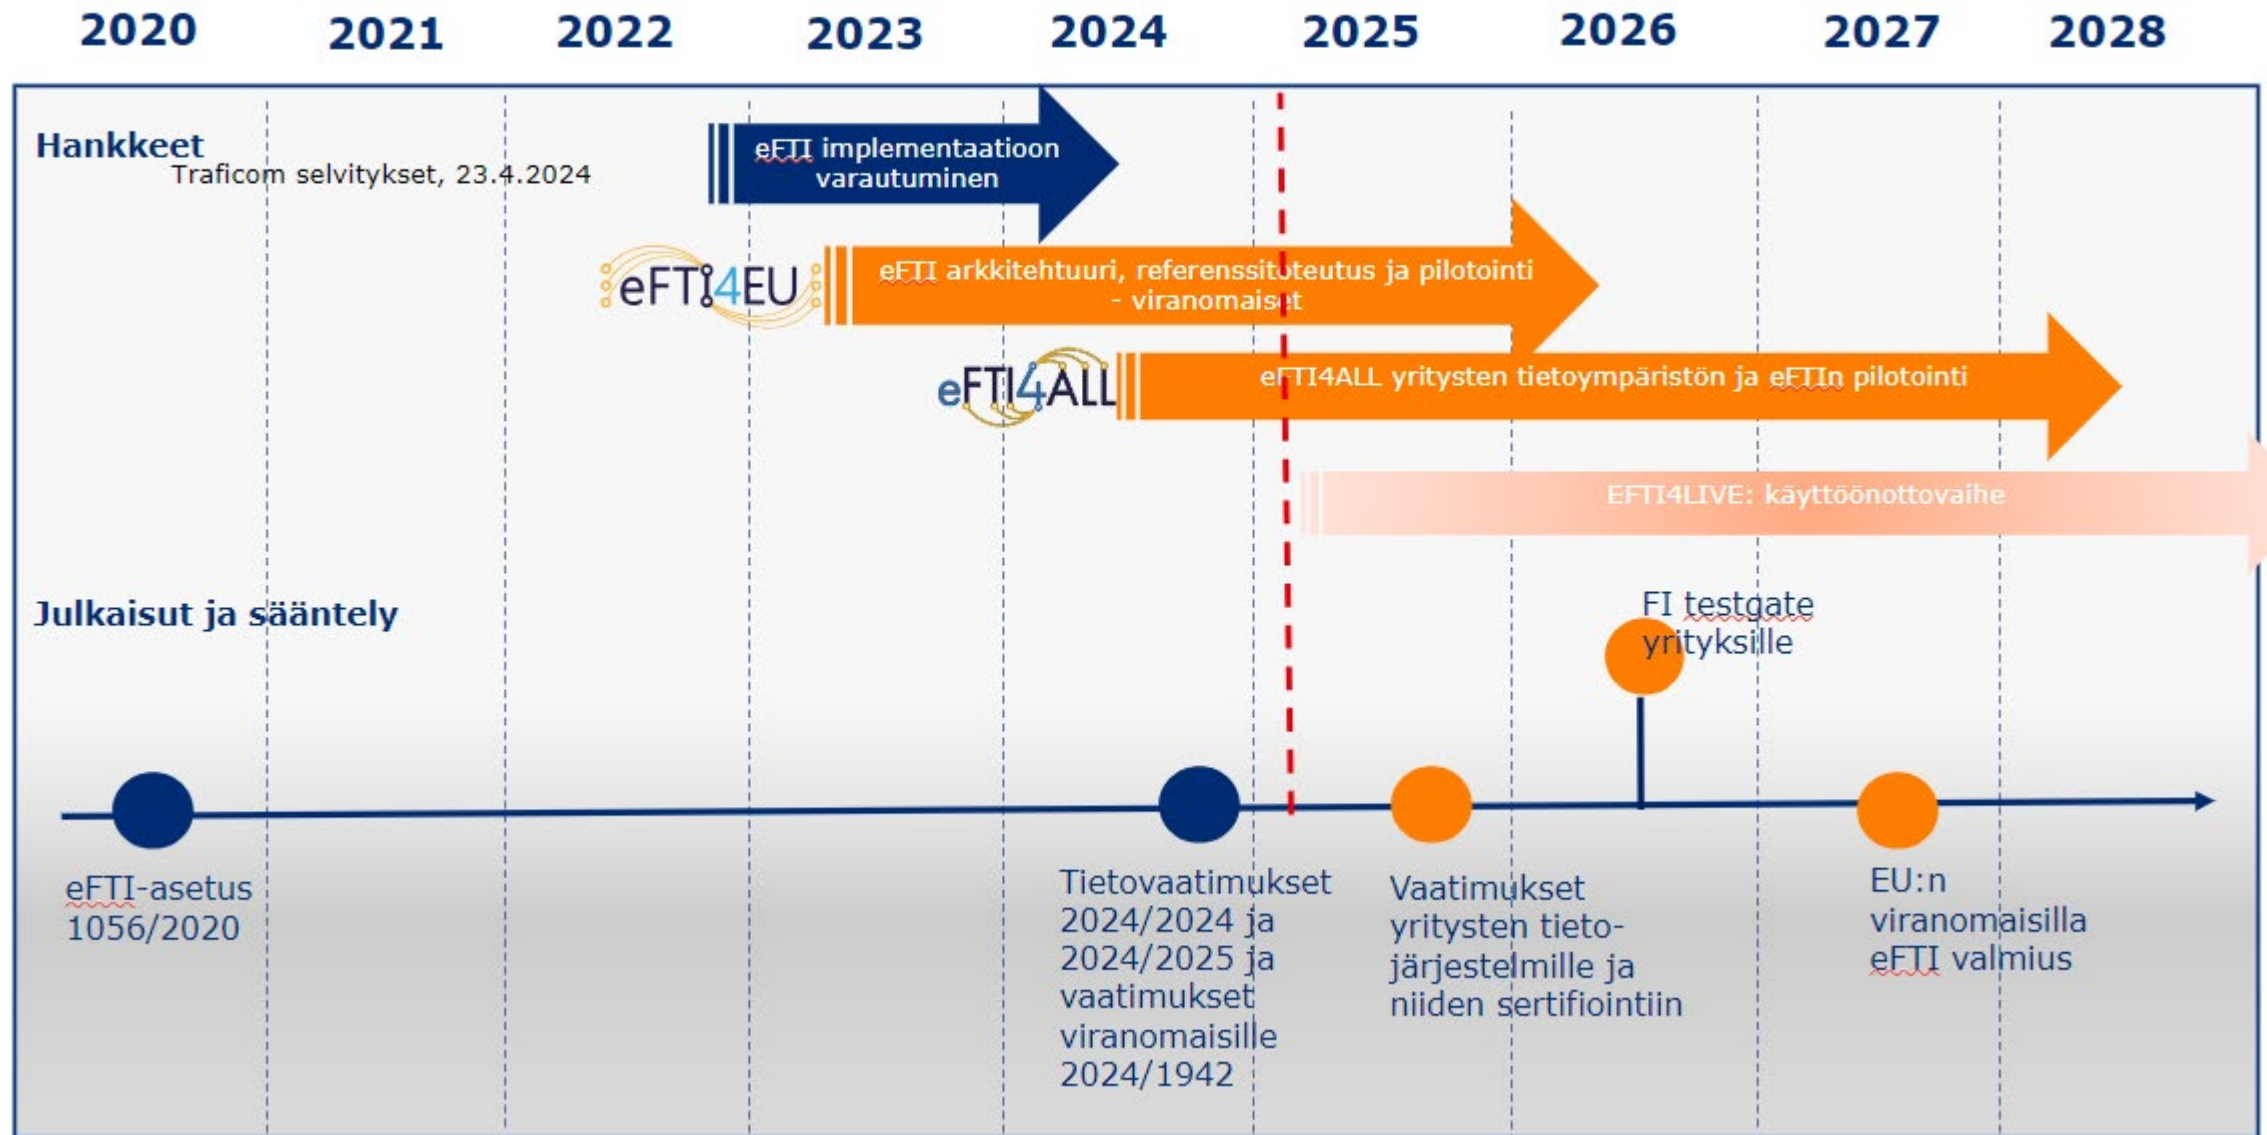 2020 2021 2022 2023 2024 2025 2026 2027 2028
Hankkeet
Traficom selvitykset, 23.4.2024
eFTI implementaatioon
varautuminen
eFTI4EU
eFTI arkkitehtuuri, referenssitoteutus ja pilotointi
- viranomaiset
eFTI4ALL
eFTI4ALL yritysten tietoympäristön ja eFTIn pilotointi
EFTI4LIVE: käyttöönottovaihe
Julkaisut ja sääntely
FI testgate
yrityksille
eFTI-asetus
1056/2020
Tietovaatimukset
2024/2024 ja
2024/2025 ja
vaatimukset
viranomaisille
2024/1942
Vaatimukset
yritysten tieto-
järjestelmille ja
niiden sertifiointiin
EU:n
viranomaisilla
eFTI valmius